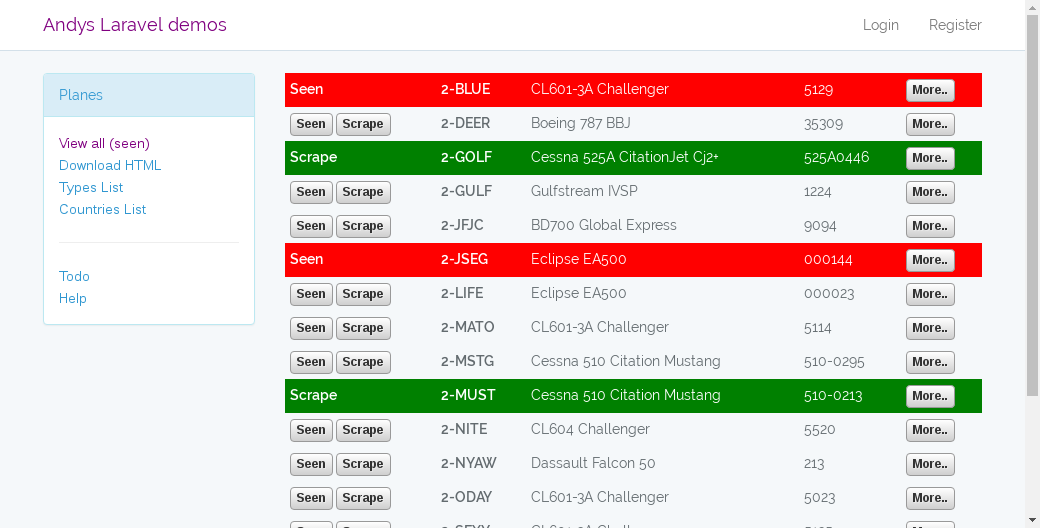 Andys Laravel demos
Login Register
Planes
View all (seen)
Download HTML
Types List
Countries List
Todo
Help
Seen 2-BLUE CL601-3A Challenger 5129 More..
Seen Scrape 2-DEER Boeing 787 BBJ 35309 More..
Scrape 2-GOLF Cessna 525A CitationJet Cj2+ 525A0446 More..
Seen Scrape 2-GULF Gulfstream IVSP 1224 More..
Seen Scrape 2-JFJC BD700 Global Express 9094 More..
Seen 2-JSEG Eclipse EA500 000144 More..
Seen Scrape 2-LIFE Eclipse EA500 000023 More..
Seen Scrape 2-MATO CL601-3A Challenger 5114 More..
Seen Scrape 2-MSTG Cessna 510 Citation Mustang 510-0295 More..
Scrape 2-MUST Cessna 510 Citation Mustang 510-0213 More..
Seen Scrape 2-NITE CL604 Challenger 5520 More..
Seen Scrape 2-NYAW Dassault Falcon 50 213 More..
Seen Scrape 2-ODAY CL601-3A Challenger 5023 More..